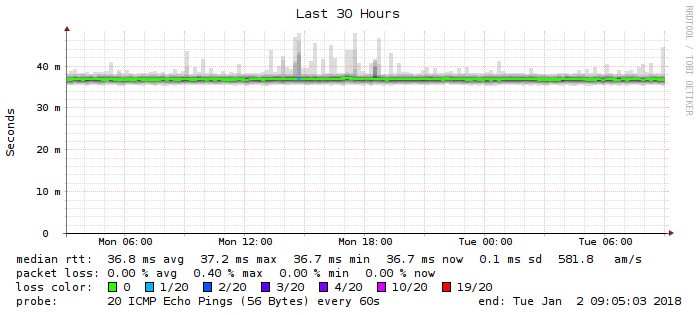 Last 30 Hours
RRDTOOL / TOBI OETIKER
Seconds
40 m
30 m
20 m
10 m
0
Mon 06:00 Mon 12:00 Mon 18:00 Tue 00:00 Tue 06:00
median rtt: 36.8 ms avg 37.2 ms max 36.7 ms min 36.7 ms now 0.1 ms sd 581.8 am/s
packet loss: 0.00 % avg 0.40 % max 0.00 % min 0.00 % now
loss color: 0 1/20 2/20 3/20 4/20 10/20 19/20
probe: 20 ICMP Echo Pings (56 Bytes) every 60s end: Tue Jan 2 09:05:03 2018